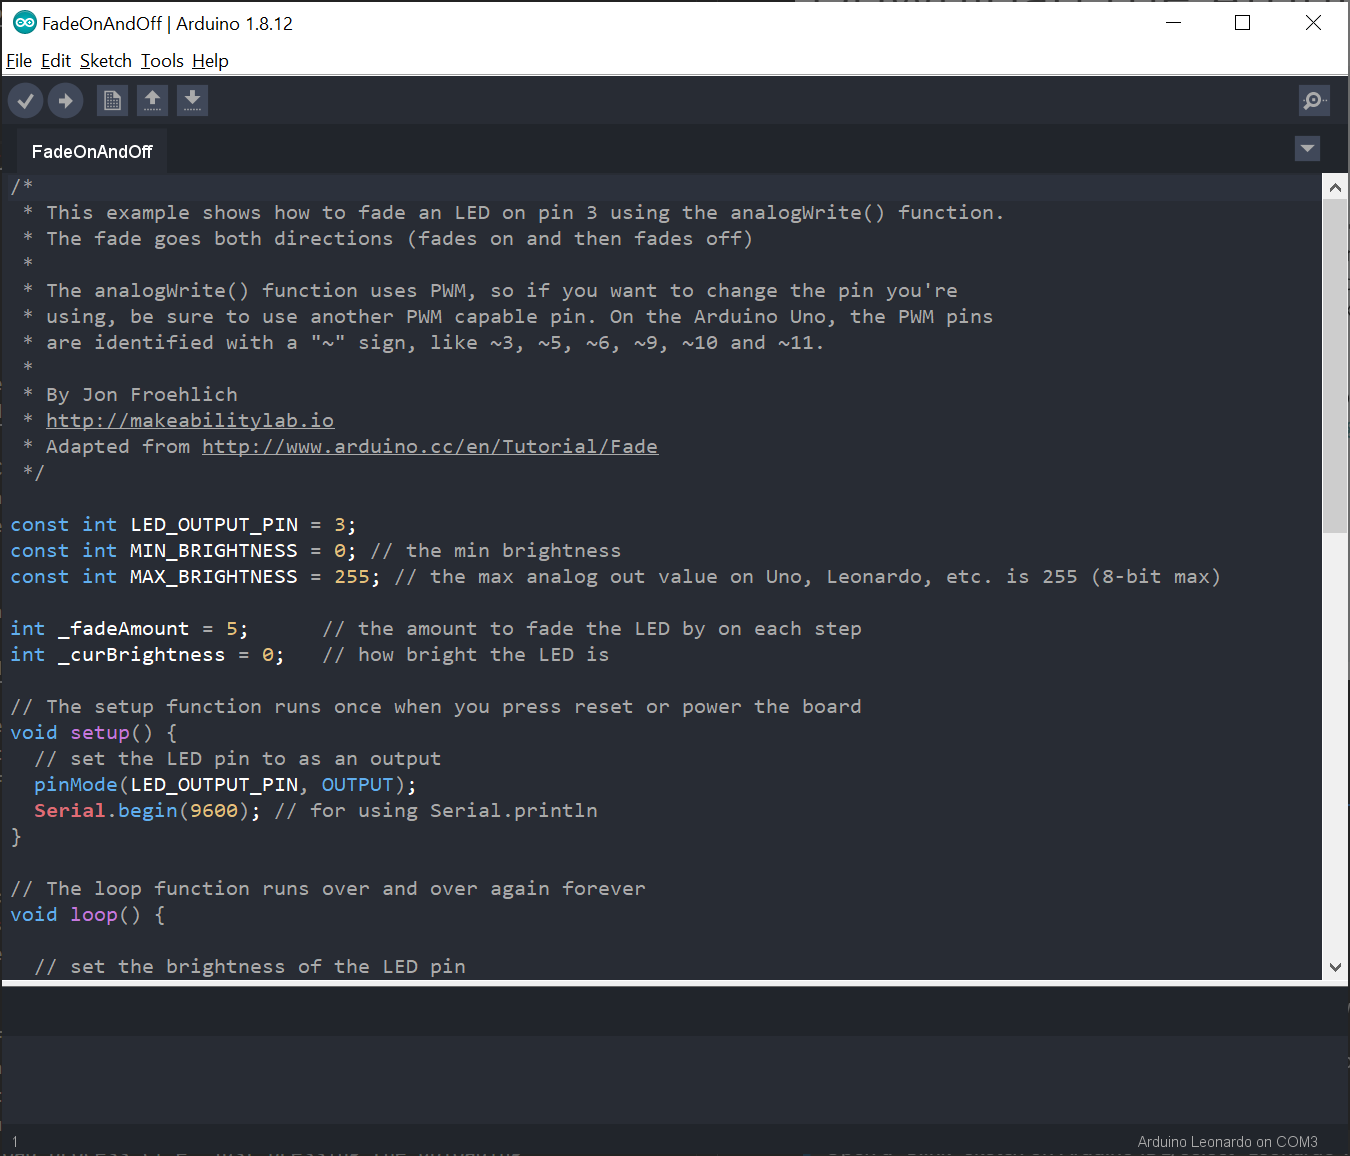 FadeOnAndOff | Arduino 1.8.12
File Edit Sketch Tools Help
FadeOnAndOff
/*
 * This example shows how to fade an LED on pin 3 using the analogWrite() function.
 * The fade goes both directions (fades on and then fades off)
 *
 * The analogWrite() function uses PWM, so if you want to change the pin you're
 * using, be sure to use another PWM capable pin. On the Arduino Uno, the PWM pins
 * are identified with a "~" sign, like ~3, ~5, ~6, ~9, ~10 and ~11.
 *
 * By Jon Froehlich
 * http://makeabilitylab.io
 * Adapted from http://www.arduino.cc/en/Tutorial/Fade
 */
const int LED_OUTPUT_PIN = 3;
const int MIN_BRIGHTNESS = 0; // the min brightness
const int MAX_BRIGHTNESS = 255; // the max analog out value on Uno, Leonardo, etc. is 255 (8-bit max)
int _fadeAmount = 5;      // the amount to fade the LED by on each step
int _curBrightness = 0;   // how bright the LED is
// The setup function runs once when you press reset or power the board
void setup() {
  // set the LED pin to as an output
  pinMode(LED_OUTPUT_PIN, OUTPUT);
  Serial.begin(9600); // for using Serial.println
}
// The loop function runs over and over again forever
void loop() {
  // set the brightness of the LED pin
1
Arduino Leonardo on COM3